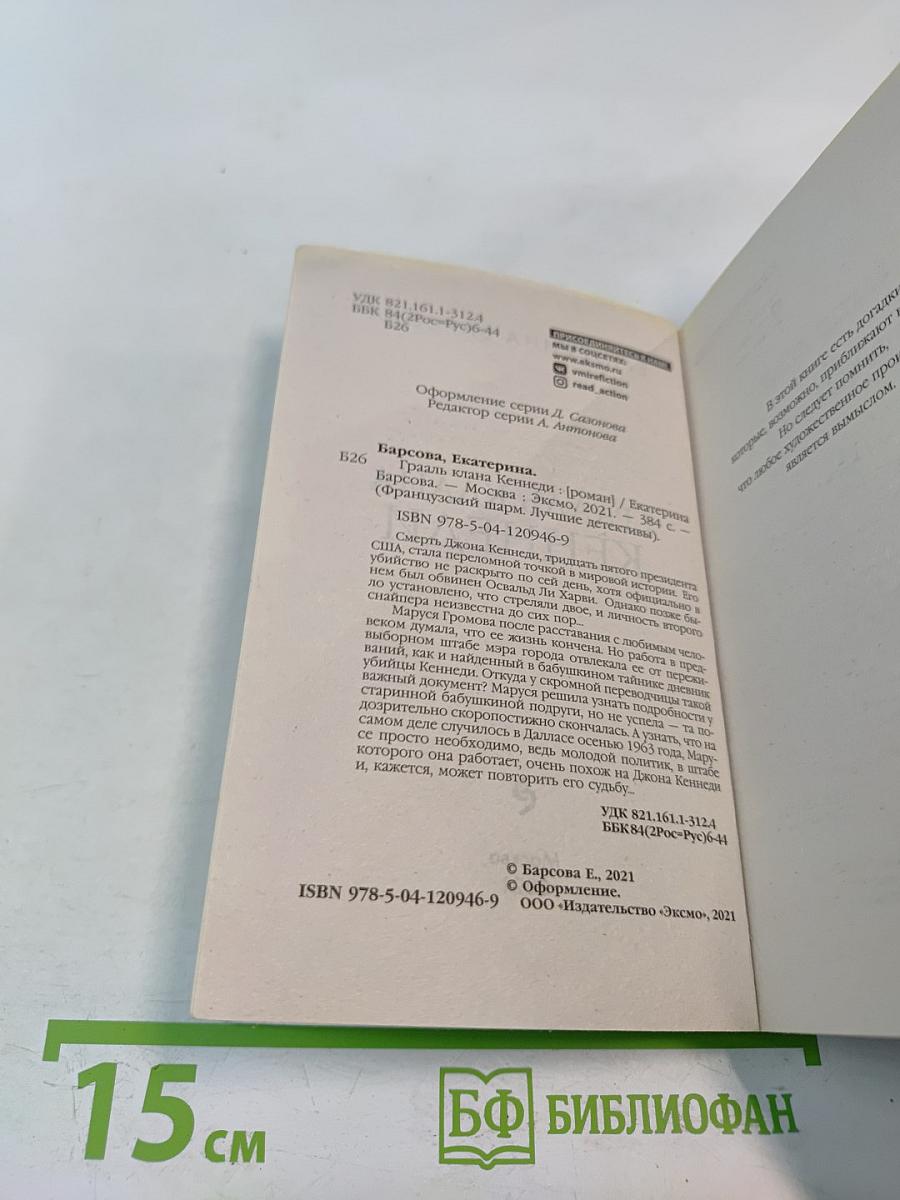 УДК 821.161.1-312.4
ББК 84(2Рос=Рус)6-44
Б26
ПРИСОЕДИНЯЙТЕСЬ К НАМ!
МЫ В СОЦСЕТЯХ:
www.eksmo.ru
vmirefiction
read_action
Оформление серии Д. Сазонова
Редактор серии А. Антонова
Барсова, Екатерина.
Б26 Грааль клана Кеннеди : [роман] / Екатерина
Барсова. — Москва : Эксмо, 2021. — 384 с. —
(Французский шарм. Лучшие детективы).
ISBN 978-5-04-120946-9
Смерть Джона Кеннеди, тридцать пятого президента
США, стала переломной точкой в мировой истории. Его
убийство не раскрыто по сей день, хотя официально в
нем был обвинен Освальд Ли Харви. Однако позже бы-
ло установлено, что стреляли двое, и личность второго
снайпера неизвестна до сих пор...
Маруся Громова после расставания с любимым чело-
веком думала, что ее жизнь кончена. Но работа в пред-
выборном штабе мэра города отвлекала ее от пережи-
ваний, как и найденный в бабушкином тайнике дневник
убийцы Кеннеди. Откуда у скромной переводчицы такой
важный документ? Маруся решила узнать подробности у
старинной бабушкиной подруги, но не успела — та по-
дозрительно скоропостижно скончалась. А узнать, что на
самом деле случилось в Далласе осенью 1963 года, Мару-
се просто необходимо, ведь молодой политик, в штабе
которого она работает, очень похож на Джона Кеннеди
и, кажется, может повторить его судьбу...
УДК 821.161.1-312.4
ББК 84(2Рос=Рус)6-44
© Барсова Е., 2021
© Оформление.
ISBN 978-5-04-120946-9 ООО «Издательство «Эксмо», 2021
В этой книге есть догадки
которые, возможно, приближают
Но следует помнить,
что любое художественное
является вымыслом.
15 см
БФ БИБЛИОФАН